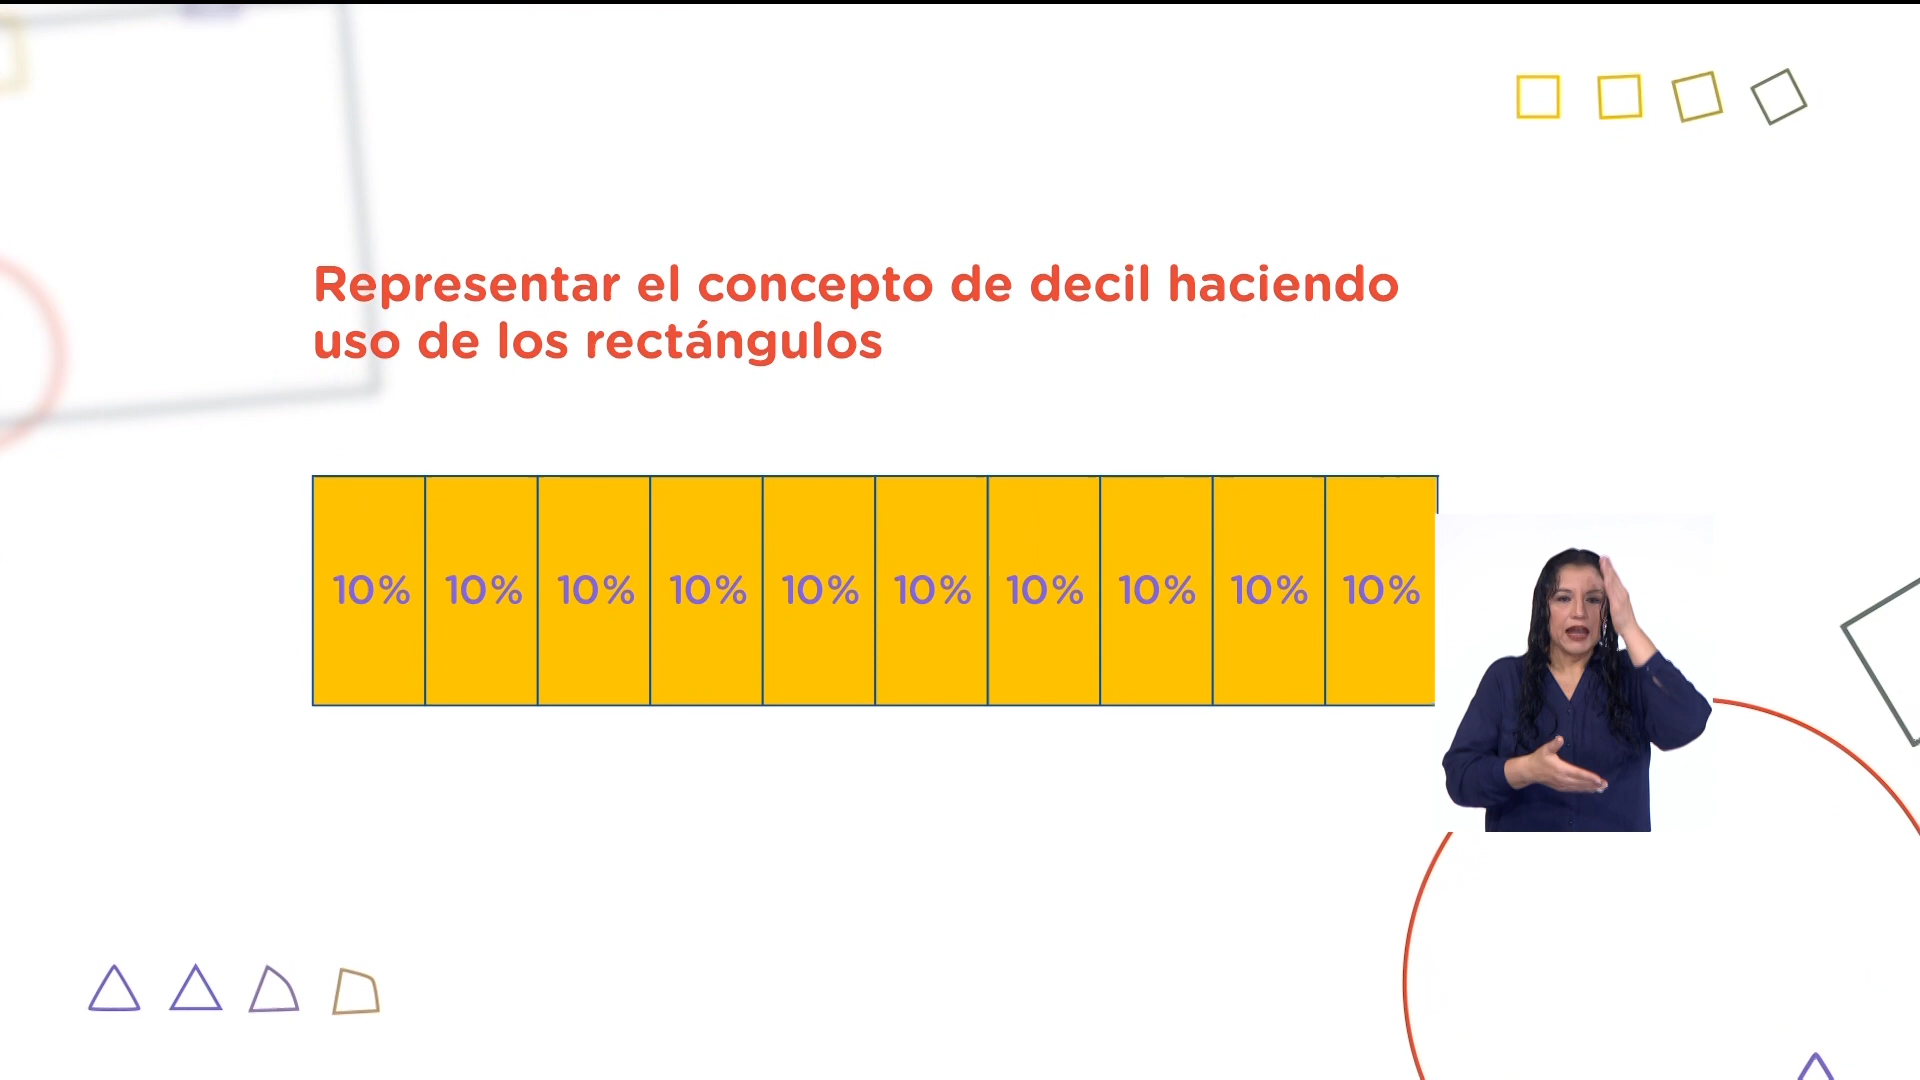 Representar el concepto de decil haciendo
uso de los rectángulos
10% 10% 10% 10% 10% 10% 10% 10% 10% 10%